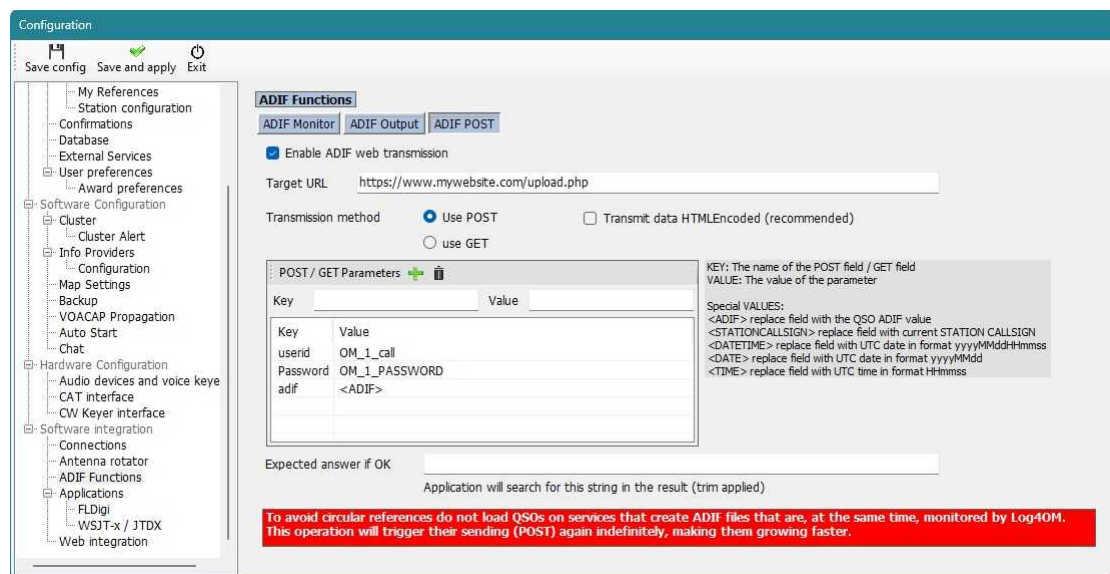 Configuration
Save config Save and apply Exit
My References
Station configuration
Confirmations
Database
External Services
User preferences
Award preferences
Software Configuration
Cluster
Cluster Alert
Info Providers
Configuration
Map Settings
Backup
VOACAP Propagation
Auto Start
Chat
Hardware Configuration
Audio devices and voice keye
CAT interface
CW Keyer interface
Software integration
Connections
Antenna rotator
ADIF Functions
Applications
FLDigi
WSJT-x / JTDX
Web integration
ADIF Functions
ADIF Monitor ADIF Output ADIF POST
Enable ADIF web transmission
Target URL https://www.mywebsite.com/upload.php
Transmission method Use POST Transmit data HTMLEncoded (recommended)
use GET
POST / GET Parameters
Key Value
Key Value
userid OM_1_call
Password OM_1_PASSWORD
adif <ADIF>
KEY: The name of the POST field / GET field
VALUE: The value of the parameter
Special VALUES:
<ADIF> replace field with the QSO ADIF value
<STATIONCALLSIGN> replace field with current STATION CALLSIGN
<DATETIME> replace field with UTC date in format yyyyMMddHHmmss
<DATE> replace field with UTC date in format yyyyMMdd
<TIME> replace field with UTC time in format HHmmss
Expected answer if OK
Application will search for this string in the result (trim applied)
To avoid circular references do not load QSOs on services that create ADIF files that are, at the same time, monitored by Log4OM.
This operation will trigger their sending (POST) again indefinitely, making them growing faster.